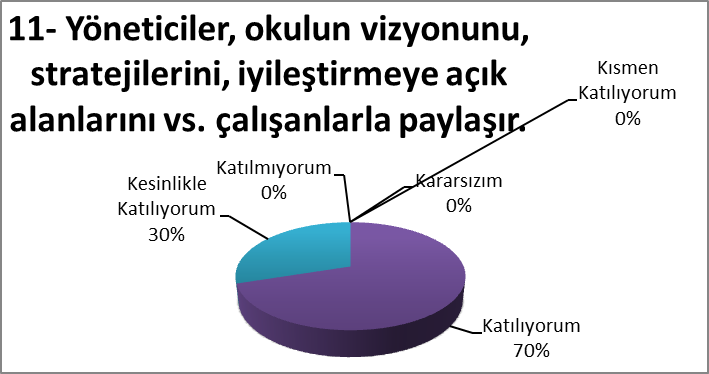 11- Yöneticiler, okulun vizyonunu,
stratejilerini, iyileştirmeye açık
alanlarını vs. çalışanlarla paylaşır.
Kısmen
Katılıyorum
0%
Katılmıyorum
0%
Kararsızım
0%
Kesinlikle
Katılıyorum
30%
Katılıyorum
70%